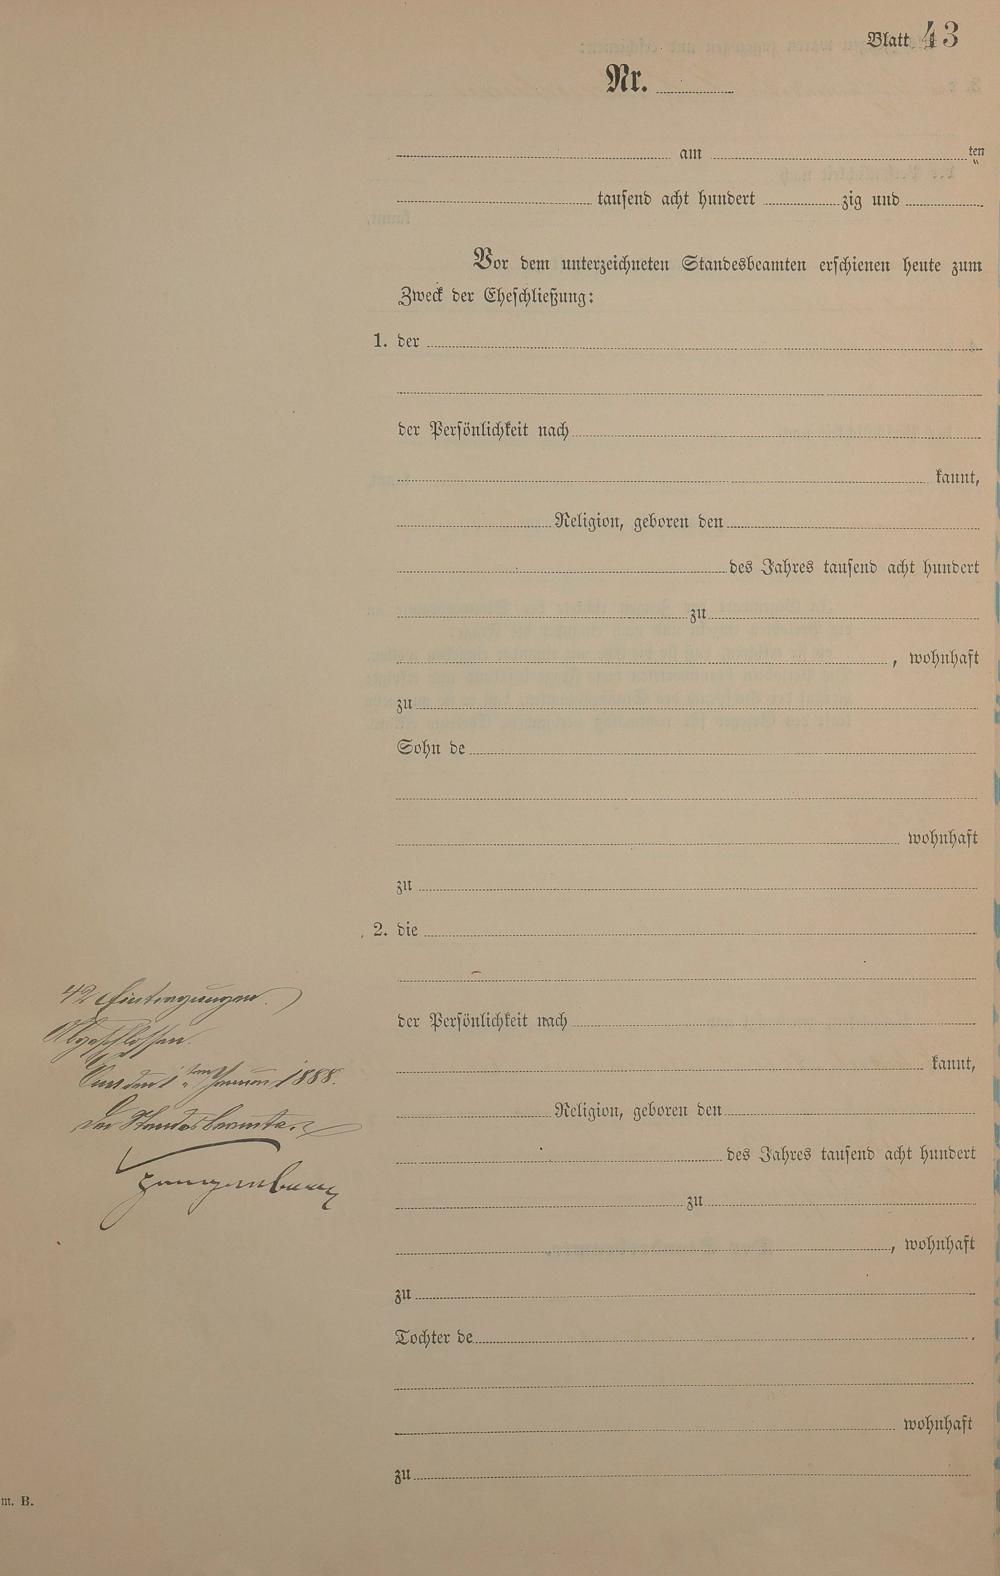 Blatt 43
Nr.
am ten
tausend acht hundert zig und
Vor dem unterzeichneten Standesbeamten erschienen heute zum
Zweck der Eheschließung:
1. der
der Persönlichkeit nach
kannt,
Religion, geboren den
des Jahres tausend acht hundert
zu
, wohnhaft
zu
Sohn de
wohnhaft
zu
2. die
der Persönlichkeit nach
kannt,
Religion, geboren den
des Jahres tausend acht hundert
zu
, wohnhaft
zu
Tochter de
wohnhaft
zu
42 Eintragungen.
Abgeschlossen.
den 1ten Januar 1888.
Der Standesbeamte.
m. B.